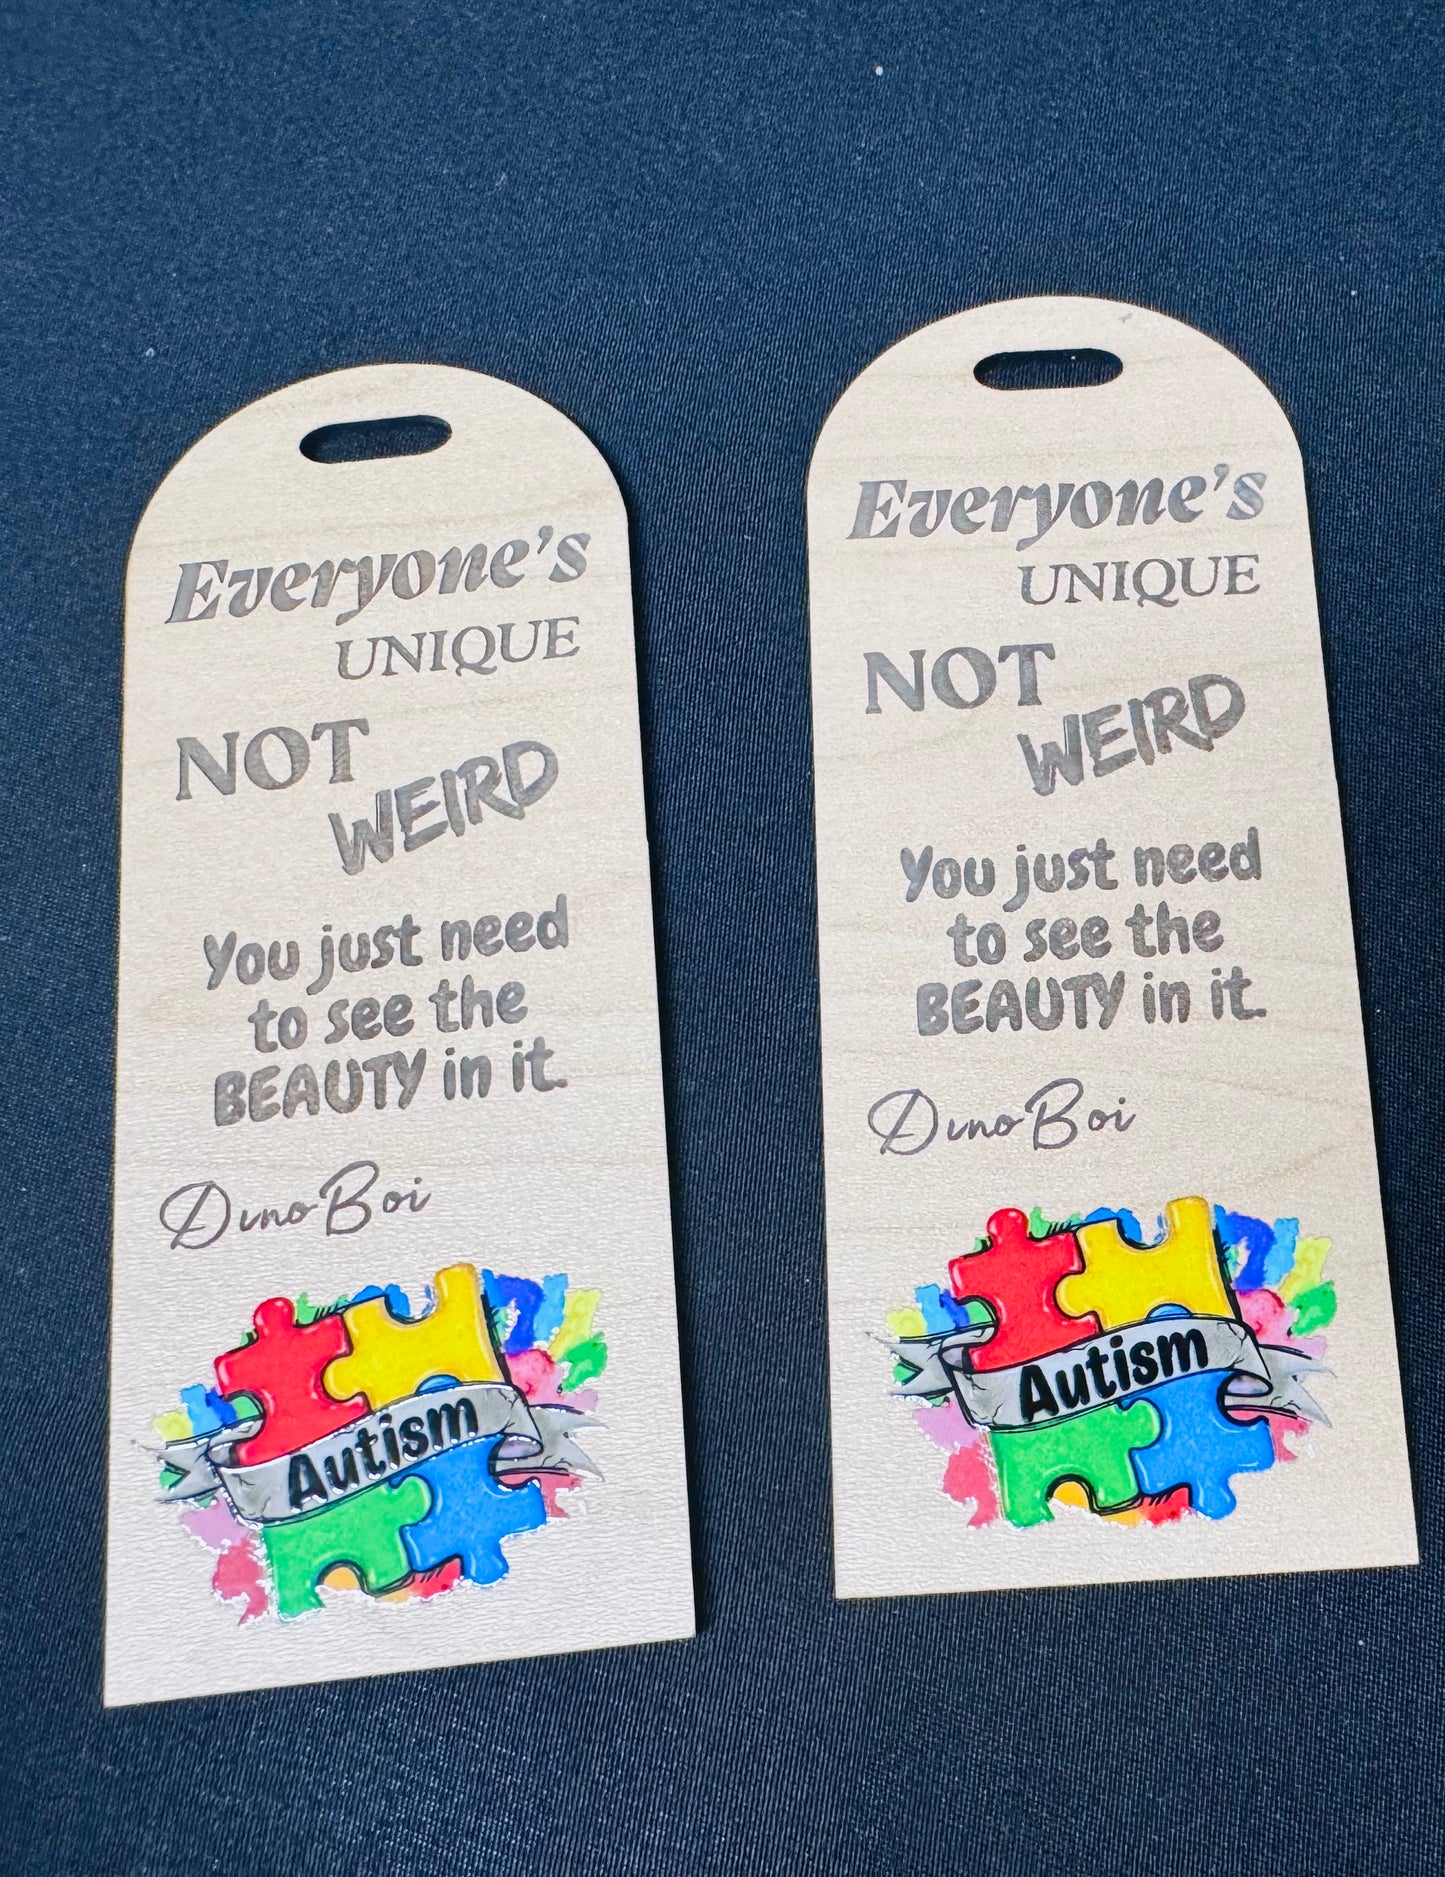 Everyone's
UNIQUE
NOT
WEIRD
You just need
to see the
BEAUTY in it.
DinoBoi
Autism
Everyone's
UNIQUE
NOT
WEIRD
You just need
to see the
BEAUTY in it.
DinoBoi
Autism